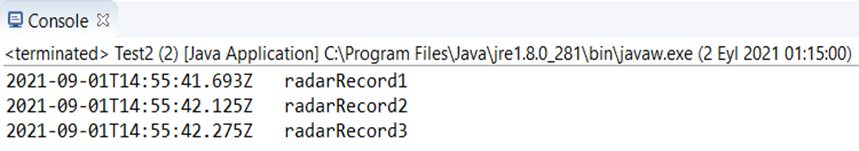 Console
<terminated> Test2 (2) [Java Application] C:\Program Files\Java\jre1.8.0_281\bin\javaw.exe (2 Eyl 2021 01:15:00)
2021-09-01T14:55:41.693Z   radarRecord1
2021-09-01T14:55:42.125Z   radarRecord2
2021-09-01T14:55:42.275Z   radarRecord3